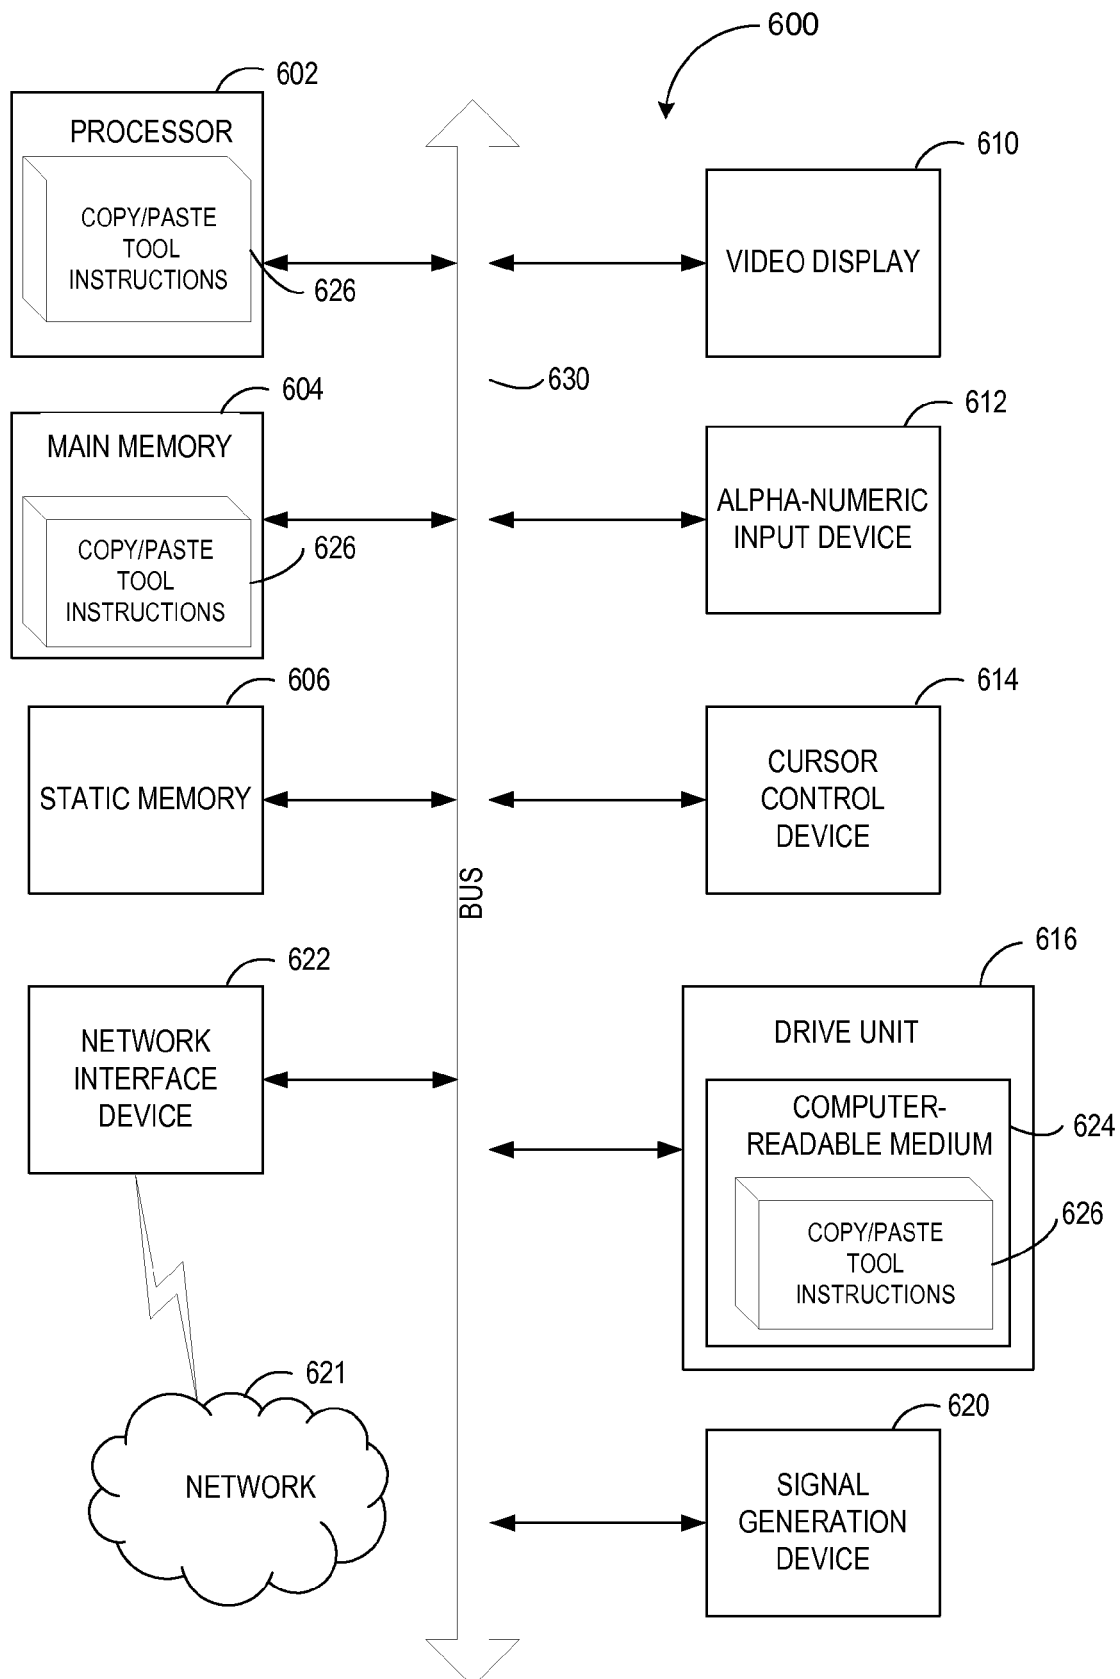 600
602
PROCESSOR
COPY/PASTE
TOOL
INSTRUCTIONS
626
610
VIDEO DISPLAY
630
604
MAIN MEMORY
COPY/PASTE
TOOL
INSTRUCTIONS
626
612
ALPHA-NUMERIC
INPUT DEVICE
606
STATIC MEMORY
614
CURSOR
CONTROL
DEVICE
BUS
622
NETWORK
INTERFACE
DEVICE
616
DRIVE UNIT
COMPUTER-
READABLE MEDIUM
624
COPY/PASTE
TOOL
INSTRUCTIONS
626
621
NETWORK
620
SIGNAL
GENERATION
DEVICE